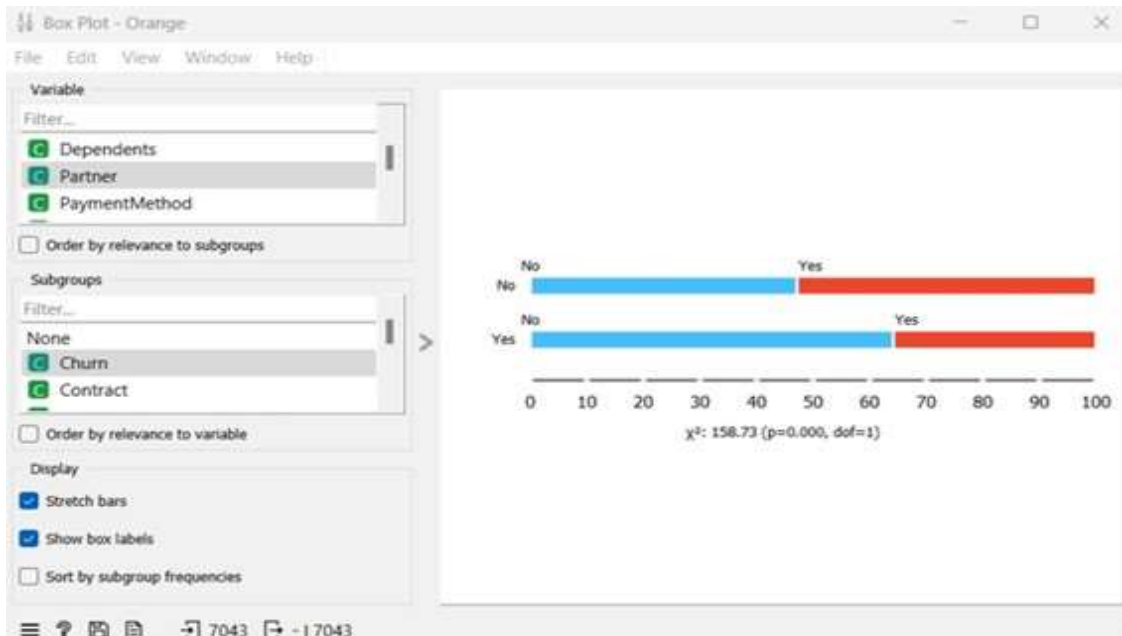 Box Plot - Orange
File Edit View Window Help
Variable
Filter...
Dependents
Partner
PaymentMethod
Order by relevance to subgroups
Subgroups
Filter...
None
Churn
Contract
Order by relevance to variable
Display
Stretch bars
Show box labels
Sort by subgroup frequencies
7043 - | 7043
No Yes
No
No Yes
Yes
0 10 20 30 40 50 60 70 80 90 100
χ²: 158.73 (p=0.000, dof=1)